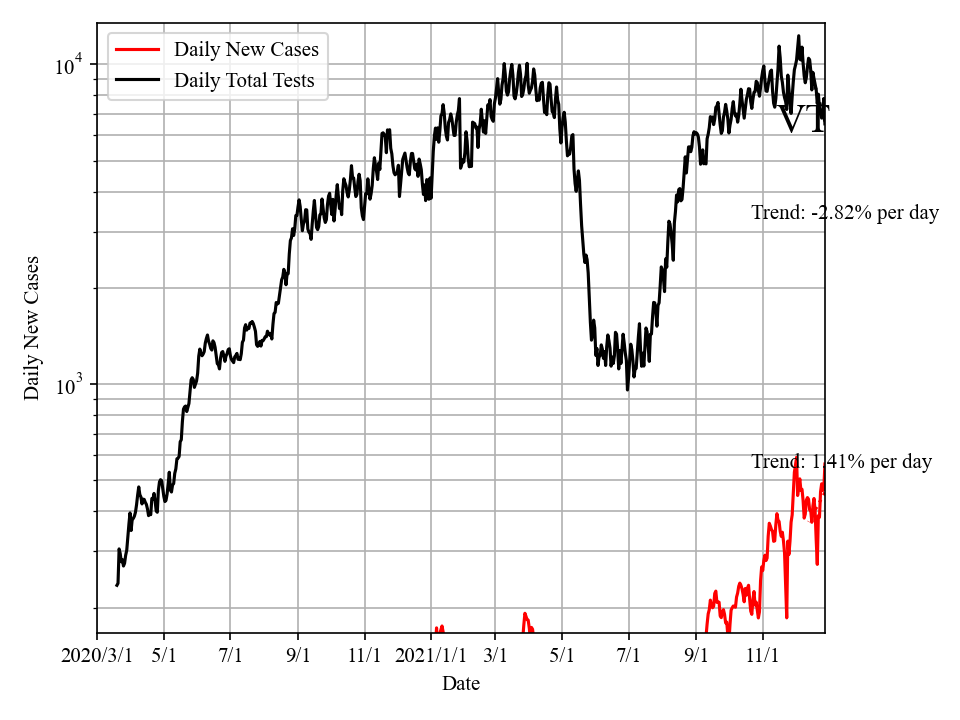 Daily New Cases
Daily Total Tests
10^4
VT
Trend: -2.82% per day
Daily New Cases
10^3
Trend: 1.41% per day
2020/3/1 5/1 7/1 9/1 11/1 2021/1/1 3/1 5/1 7/1 9/1 11/1
Date